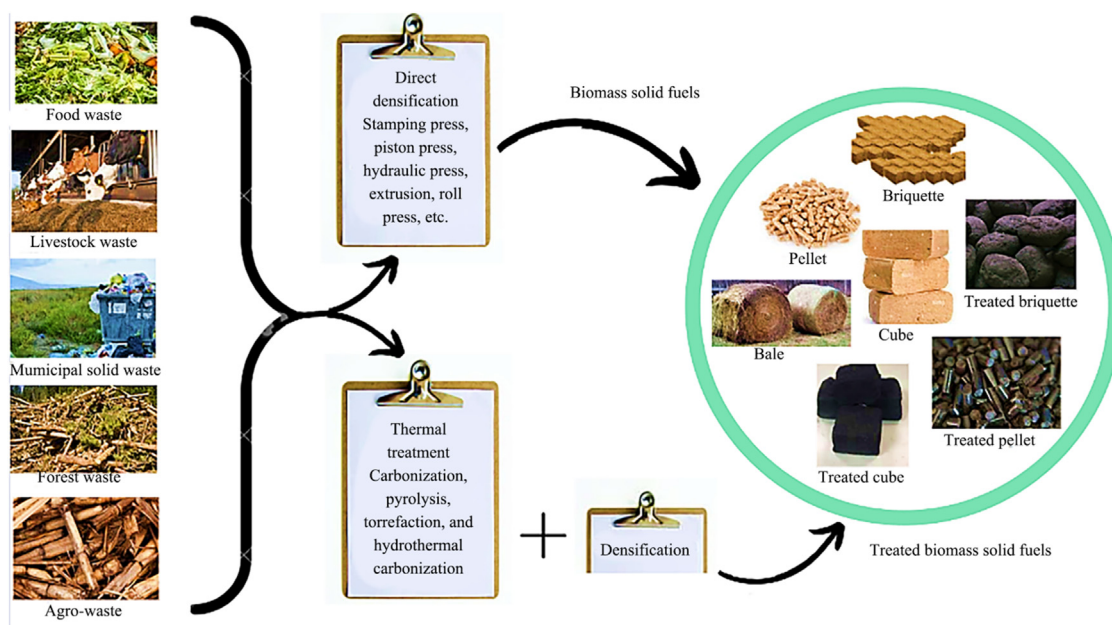 Food waste
Livestock waste
Mumicipal solid waste
Forest waste
Agro-waste
Direct
densification
Stamping press,
piston press,
hydraulic press,
extrusion, roll
press, etc.
Thermal
treatment
Carbonization,
pyrolysis,
torrefaction, and
hydrothermal
carbonization
+
Densification
Biomass solid fuels
Treated biomass solid fuels
Briquette
Pellet
Treated briquette
Cube
Bale
Treated pellet
Treated cube